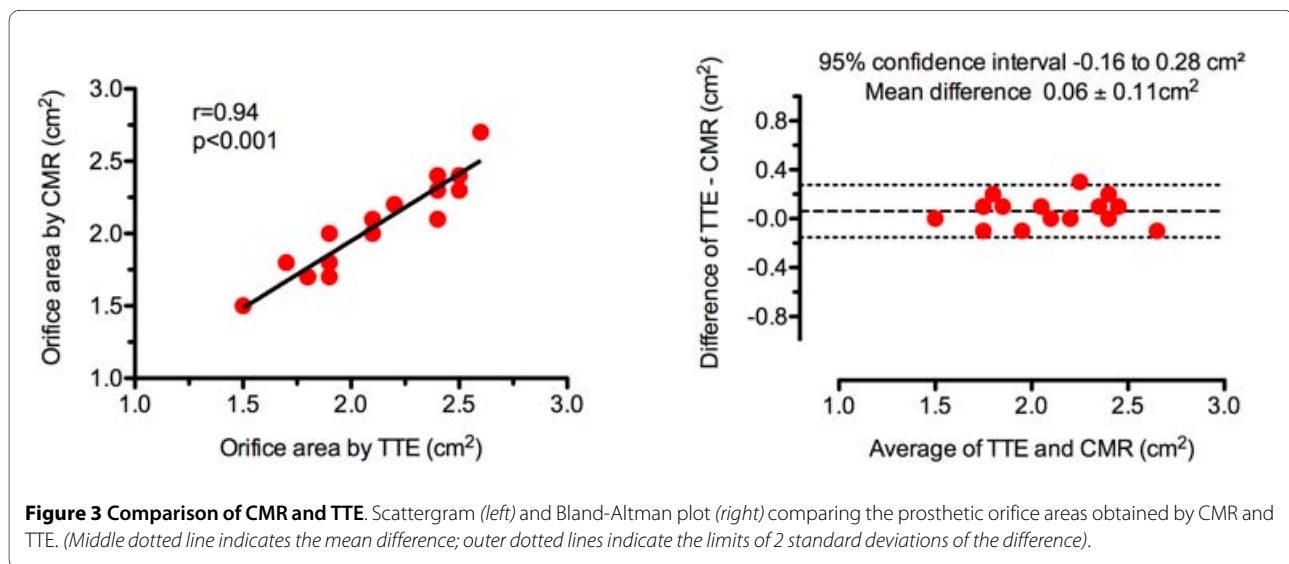 r=0.94
p<0.001
Orifice area by CMR (cm²)
3.0
2.5
2.0
1.5
1.0
1.0 1.5 2.0 2.5 3.0
Orifice area by TTE (cm²)
95% confidence interval -0.16 to 0.28 cm²
Mean difference 0.06 ± 0.11cm²
Difference of TTE - CMR (cm²)
0.8
0.4
-0.0
-0.4
-0.8
1.0 1.5 2.0 2.5 3.0
Average of TTE and CMR (cm²)
Figure 3 Comparison of CMR and TTE. Scattergram (left) and Bland-Altman plot (right) comparing the prosthetic orifice areas obtained by CMR and
TTE. (Middle dotted line indicates the mean difference; outer dotted lines indicate the limits of 2 standard deviations of the difference).